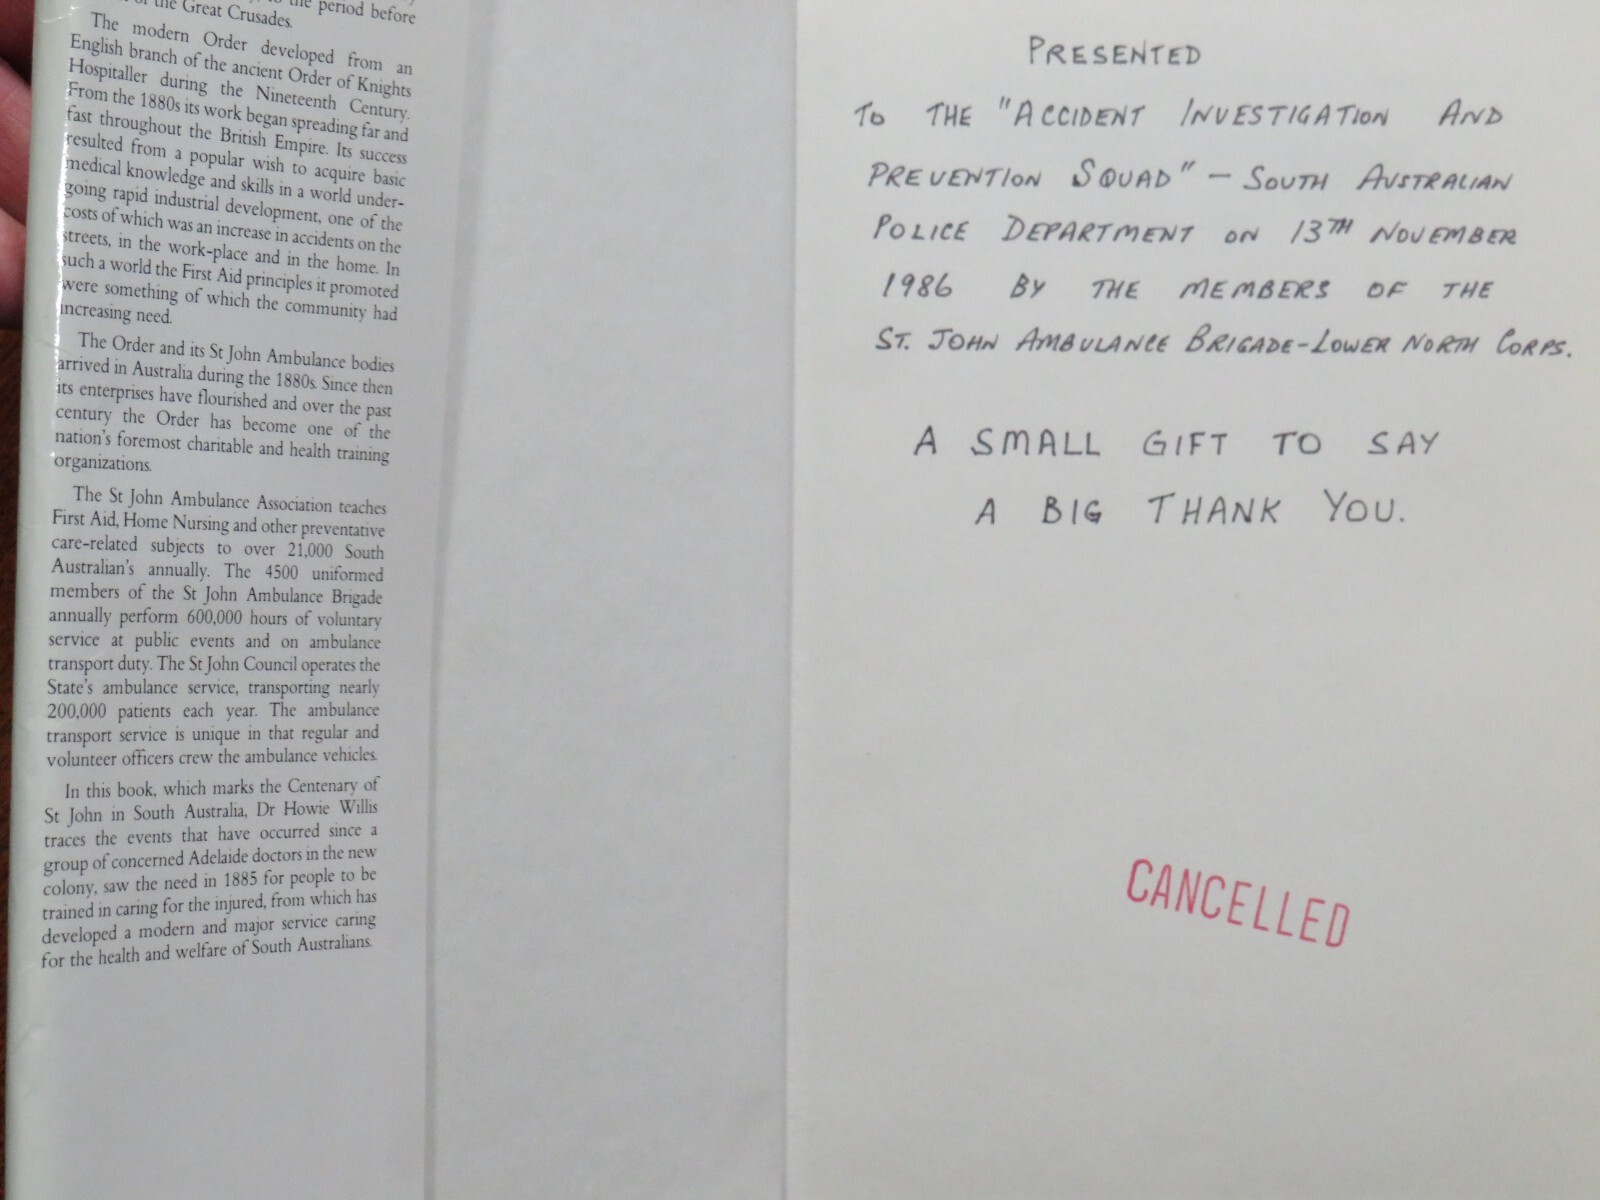 the period before
the Great Crusades.
The modern Order developed from an
English branch of the ancient Order of Knights
Hospitaller during the Nineteenth Century.
From the 1880s its work began spreading far and
fast throughout the British Empire. Its success
resulted from a popular wish to acquire basic
medical knowledge and skills in a world under-
going rapid industrial development, one of the
costs of which was an increase in accidents on the
streets, in the work-place and in the home. In
such a world the First Aid principles it promoted
were something of which the community had
increasing need.
The Order and its St John Ambulance bodies
arrived in Australia during the 1880s. Since then
its enterprises have flourished and over the past
century the Order has become one of the
nation's foremost charitable and health training
organizations.
The St John Ambulance Association teaches
First Aid, Home Nursing and other preventative
care-related subjects to over 21,000 South
Australian's annually. The 4500 uniformed
members of the St John Ambulance Brigade
annually perform 600,000 hours of voluntary
service at public events and on ambulance
transport duty. The St John Council operates the
State's ambulance service, transporting nearly
200,000 patients each year. The ambulance
transport service is unique in that regular and
volunteer officers crew the ambulance vehicles.
In this book, which marks the Centenary of
St John in South Australia, Dr Howie Willis
traces the events that have occurred since a
group of concerned Adelaide doctors in the new
colony, saw the need in 1885 for people to be
trained in caring for the injured, from which has
developed a modern and major service caring
for the health and welfare of South Australians.
PRESENTED
TO THE "ACCIDENT INVESTIGATION AND
PREVENTION SQUAD" – SOUTH AUSTRALIAN
POLICE DEPARTMENT ON 13TH NOVEMBER
1986 BY THE MEMBERS OF THE
ST. JOHN AMBULANCE BRIGADE-LOWER NORTH CORPS.
A SMALL GIFT TO SAY
A BIG THANK YOU.
CANCELLED